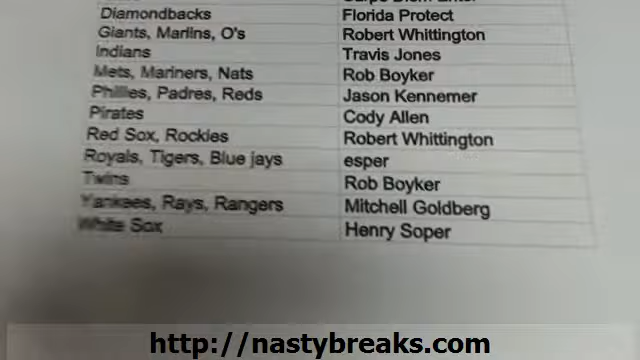 Diamondbacks Florida Protect
Giants, Marlins, O's Robert Whittington
Indians Travis Jones
Mets, Mariners, Nats Rob Boyker
Phillies, Padres, Reds Jason Kennemer
Pirates Cody Allen
Red Sox, Rockies Robert Whittington
Royals, Tigers, Blue jays esper
Twins Rob Boyker
Yankees, Rays, Rangers Mitchell Goldberg
White Sox Henry Soper
http://nastybreaks.com